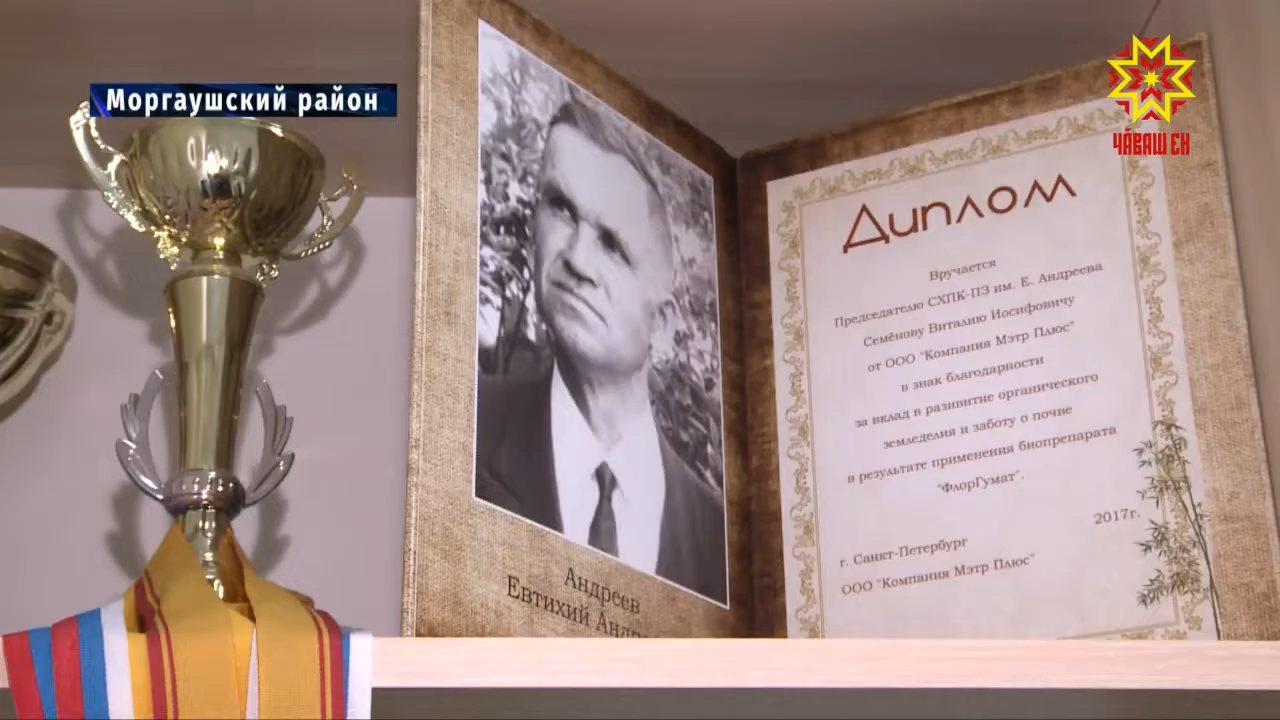 Моргаушский район
ЧӐВАШ ЕН
Андреев
Евтихий
Диплом
Вручается
Председателю СХПК-ПЗ им. Е. Андреева
Семёнову Виталию Иосифовичу
от ООО "Компания Мэтр Плюс"
в знак благодарности
за вклад в развитие органического
земледелия и заботу о почве
в результате применения биопрепарата
"ФлорГумат".
2017г.
г. Санкт-Петербург
ООО "Компания Мэтр Плюс"